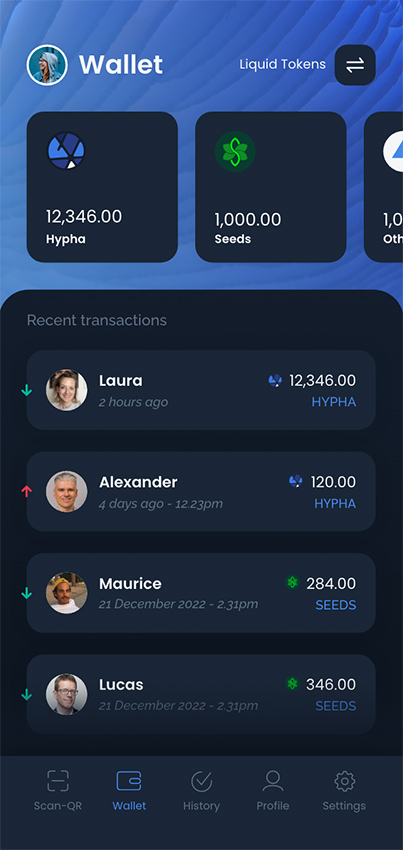 Wallet
Liquid Tokens
12,346.00
Hypha
1,000.00
Seeds
1,0
Oth
Recent transactions
Laura
12,346.00
2 hours ago
HYPHA
Alexander
120.00
4 days ago - 12.23pm
HYPHA
Maurice
284.00
21 December 2022 - 2.31pm
SEEDS
Lucas
346.00
21 December 2022 - 2.31pm
SEEDS
Scan-QR
Wallet
History
Profile
Settings